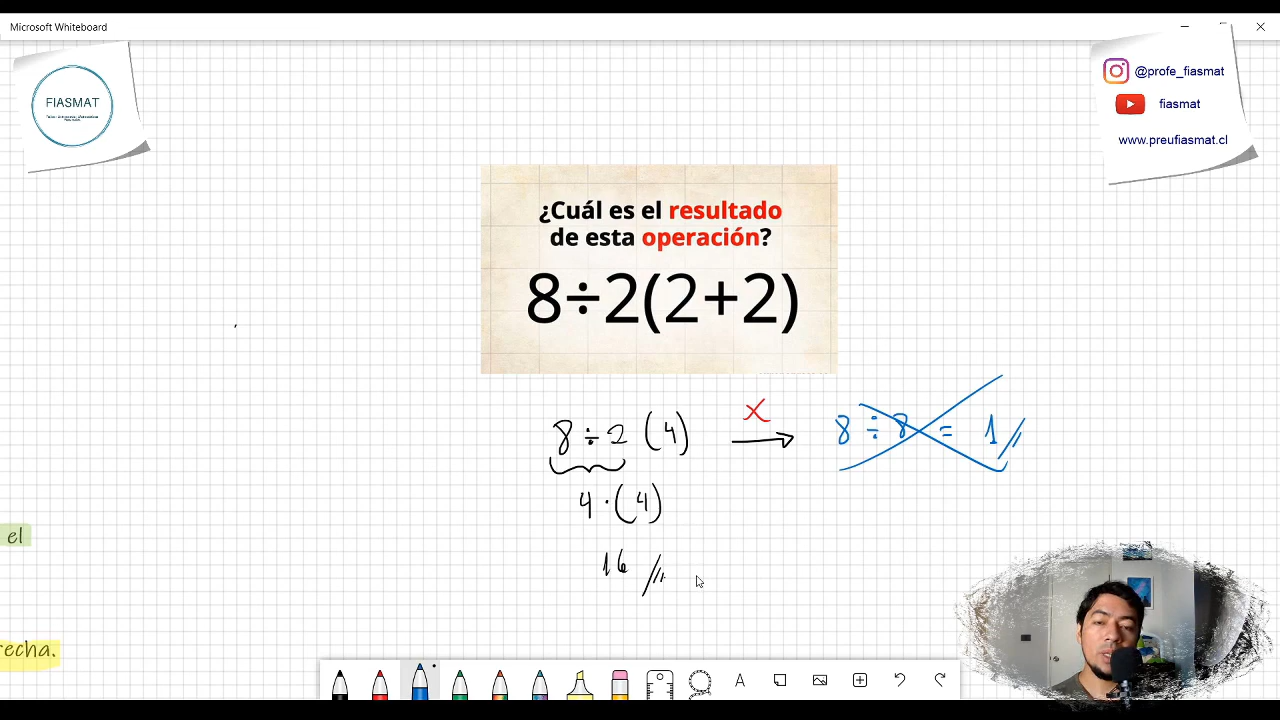 Microsoft Whiteboard
FIASMAT
@profe_fiasmat
fiasmat
www.preufiasmat.cl
¿Cuál es el resultado
de esta operación?
8÷2(2+2)
8÷2(4) x → 8÷8 = 1
4·(4)
16
el
recha.
A